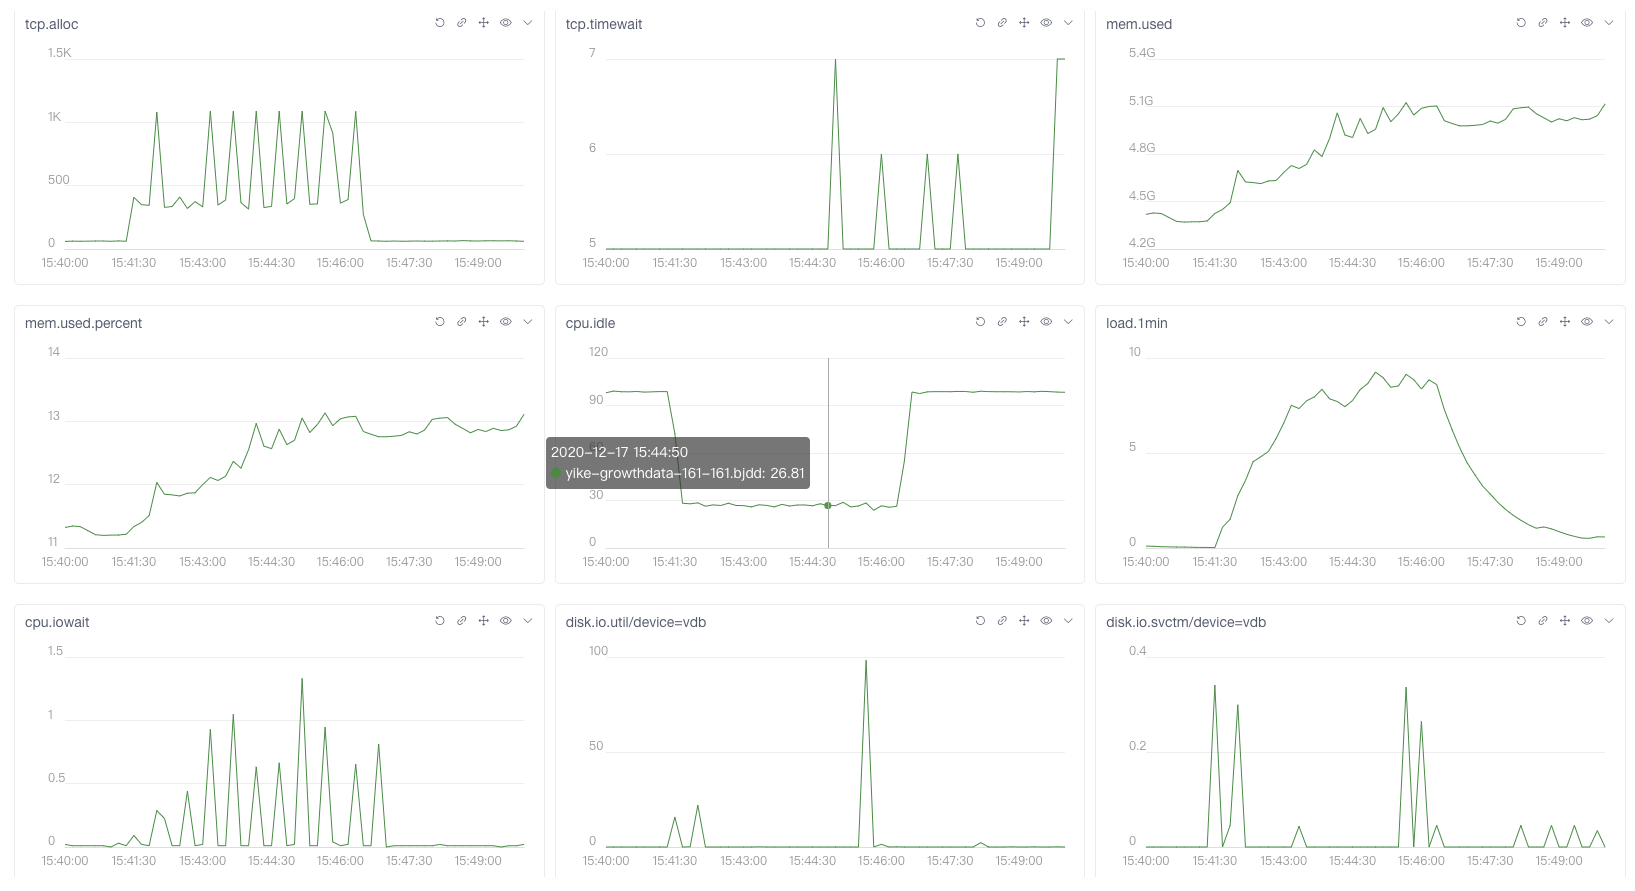 tcp.alloc
1.5K
1K
500
0
15:40:00 15:41:30 15:43:00 15:44:30 15:46:00 15:47:30 15:49:00
tcp.timewait
7
6
5
15:40:00 15:41:30 15:43:00 15:44:30 15:46:00 15:47:30 15:49:00
mem.used
5.4G
5.1G
4.8G
4.5G
4.2G
15:40:00 15:41:30 15:43:00 15:44:30 15:46:00 15:47:30 15:49:00
mem.used.percent
14
13
12
11
15:40:00 15:41:30 15:43:00 15:44:30 15:46:00 15:47:30 15:49:00
cpu.idle
120
90
60
2020-12-17 15:44:50
yike-growthdata-161-161.bjdd: 26.81
30
0
15:40:00 15:41:30 15:43:00 15:44:30 15:46:00 15:47:30 15:49:00
load.1min
10
5
0
15:40:00 15:41:30 15:43:00 15:44:30 15:46:00 15:47:30 15:49:00
cpu.iowait
1.5
1
0.5
0
15:40:00 15:41:30 15:43:00 15:44:30 15:46:00 15:47:30 15:49:00
disk.io.util/device=vdb
100
50
0
15:40:00 15:41:30 15:43:00 15:44:30 15:46:00 15:47:30 15:49:00
disk.io.svctm/device=vdb
0.4
0.2
0
15:40:00 15:41:30 15:43:00 15:44:30 15:46:00 15:47:30 15:49:00